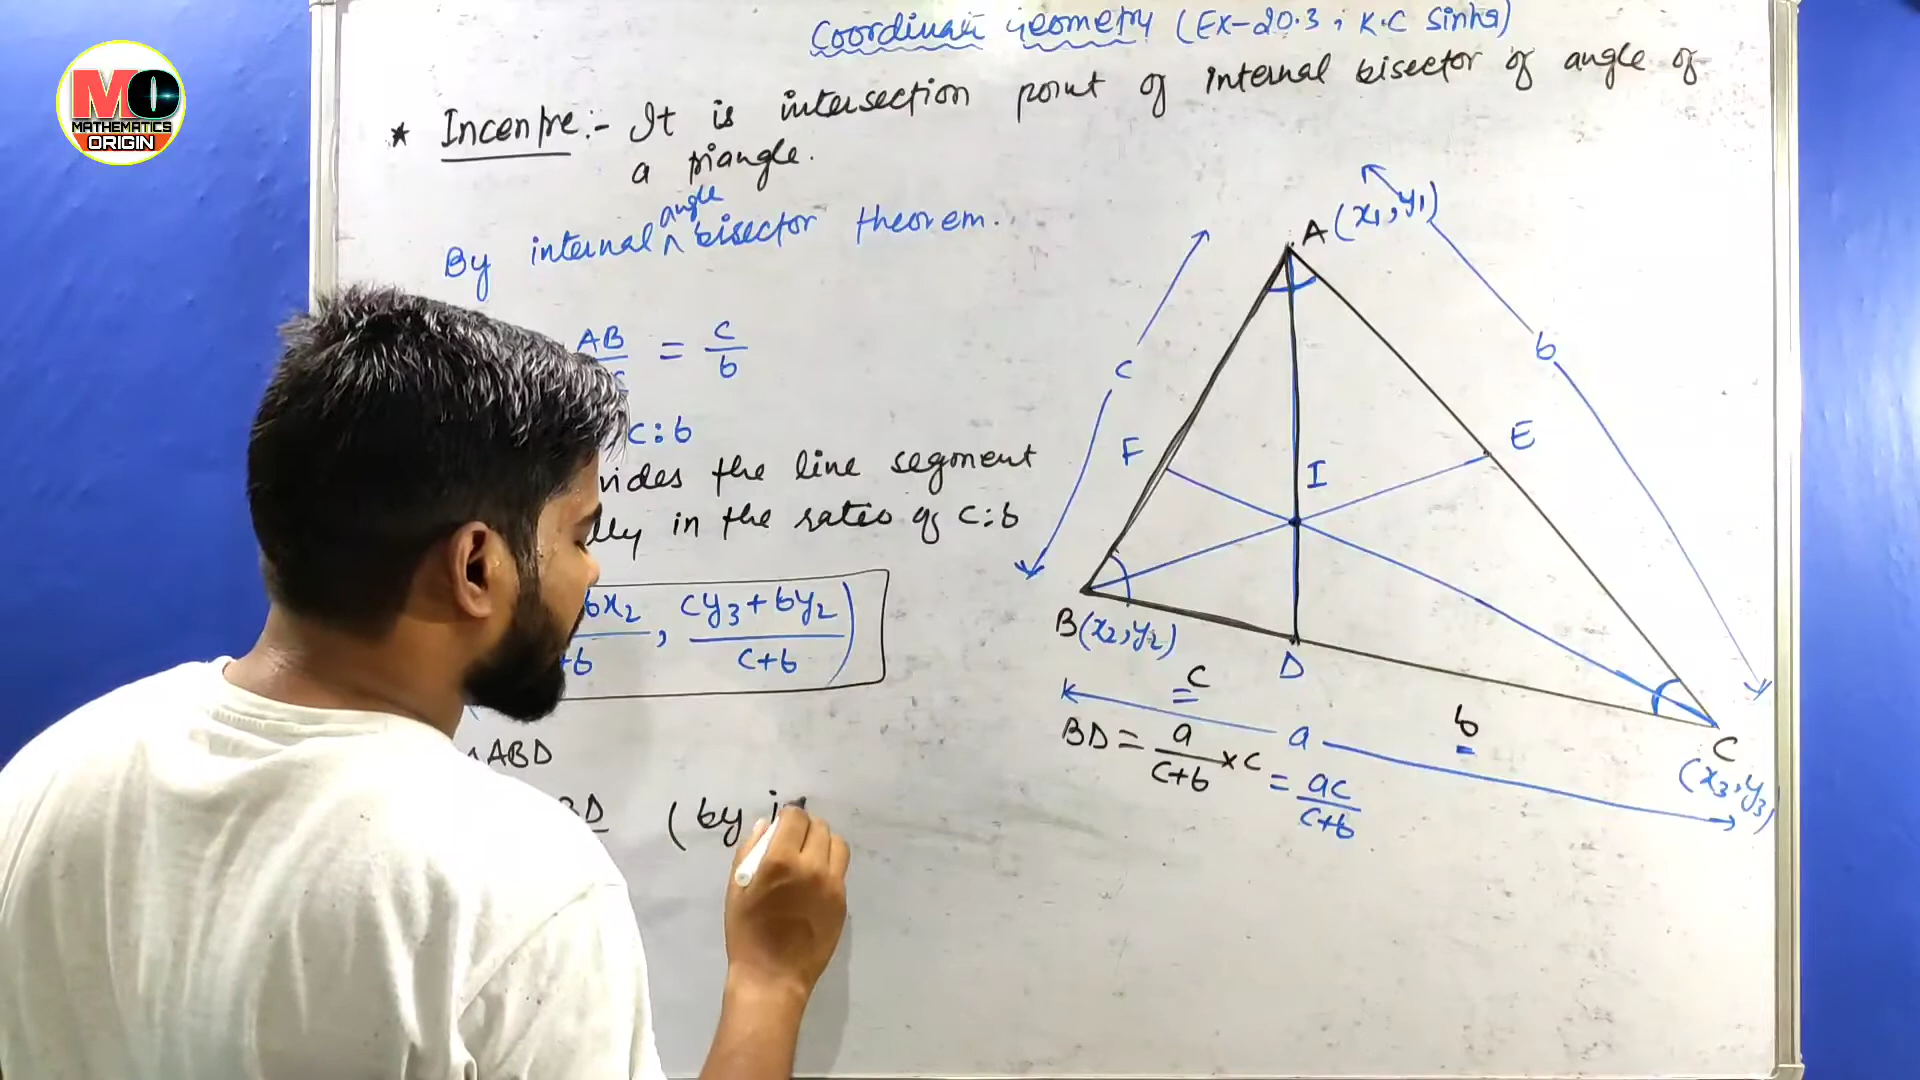 MO
MATHEMATICS
ORIGIN
Coordinate geometry (Ex-20.3, K.C Sinha)
* Incentre:- It is intersection point of internal bisector of angle of
a triangle.
By internal ^ angle bisector theorem.
AB = c/b
c:b
the line segment
in the ratio of c:b
bx2 , cy3+by2)
+b c+b
ABD
BD (by in
A(x1,y1)
c
b
F
E
I
B(x2,y2)
D
C
(x3,y3)
c
b
a
BD = a/c+b ×c = ac/c+b